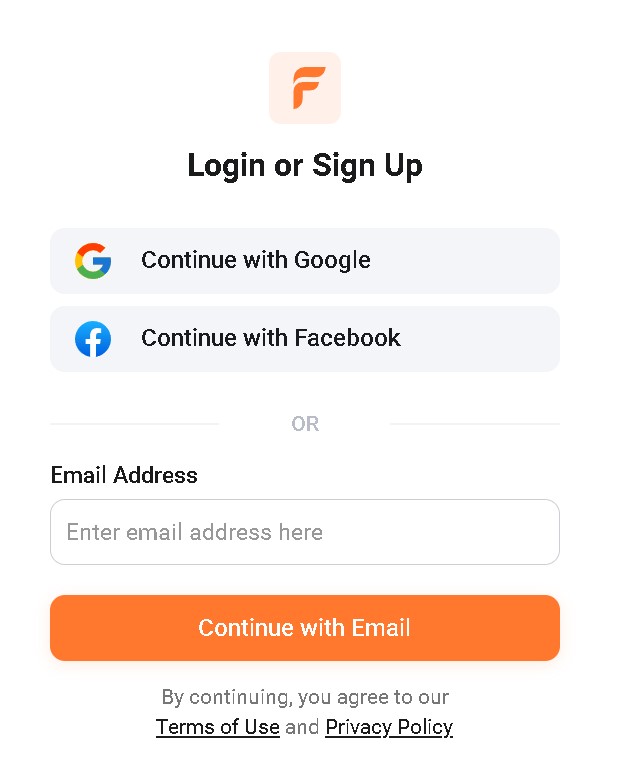 Login or Sign Up
Continue with Google
Continue with Facebook
OR
Email Address
Enter email address here
Continue with Email
By continuing, you agree to our
Terms of Use and Privacy Policy